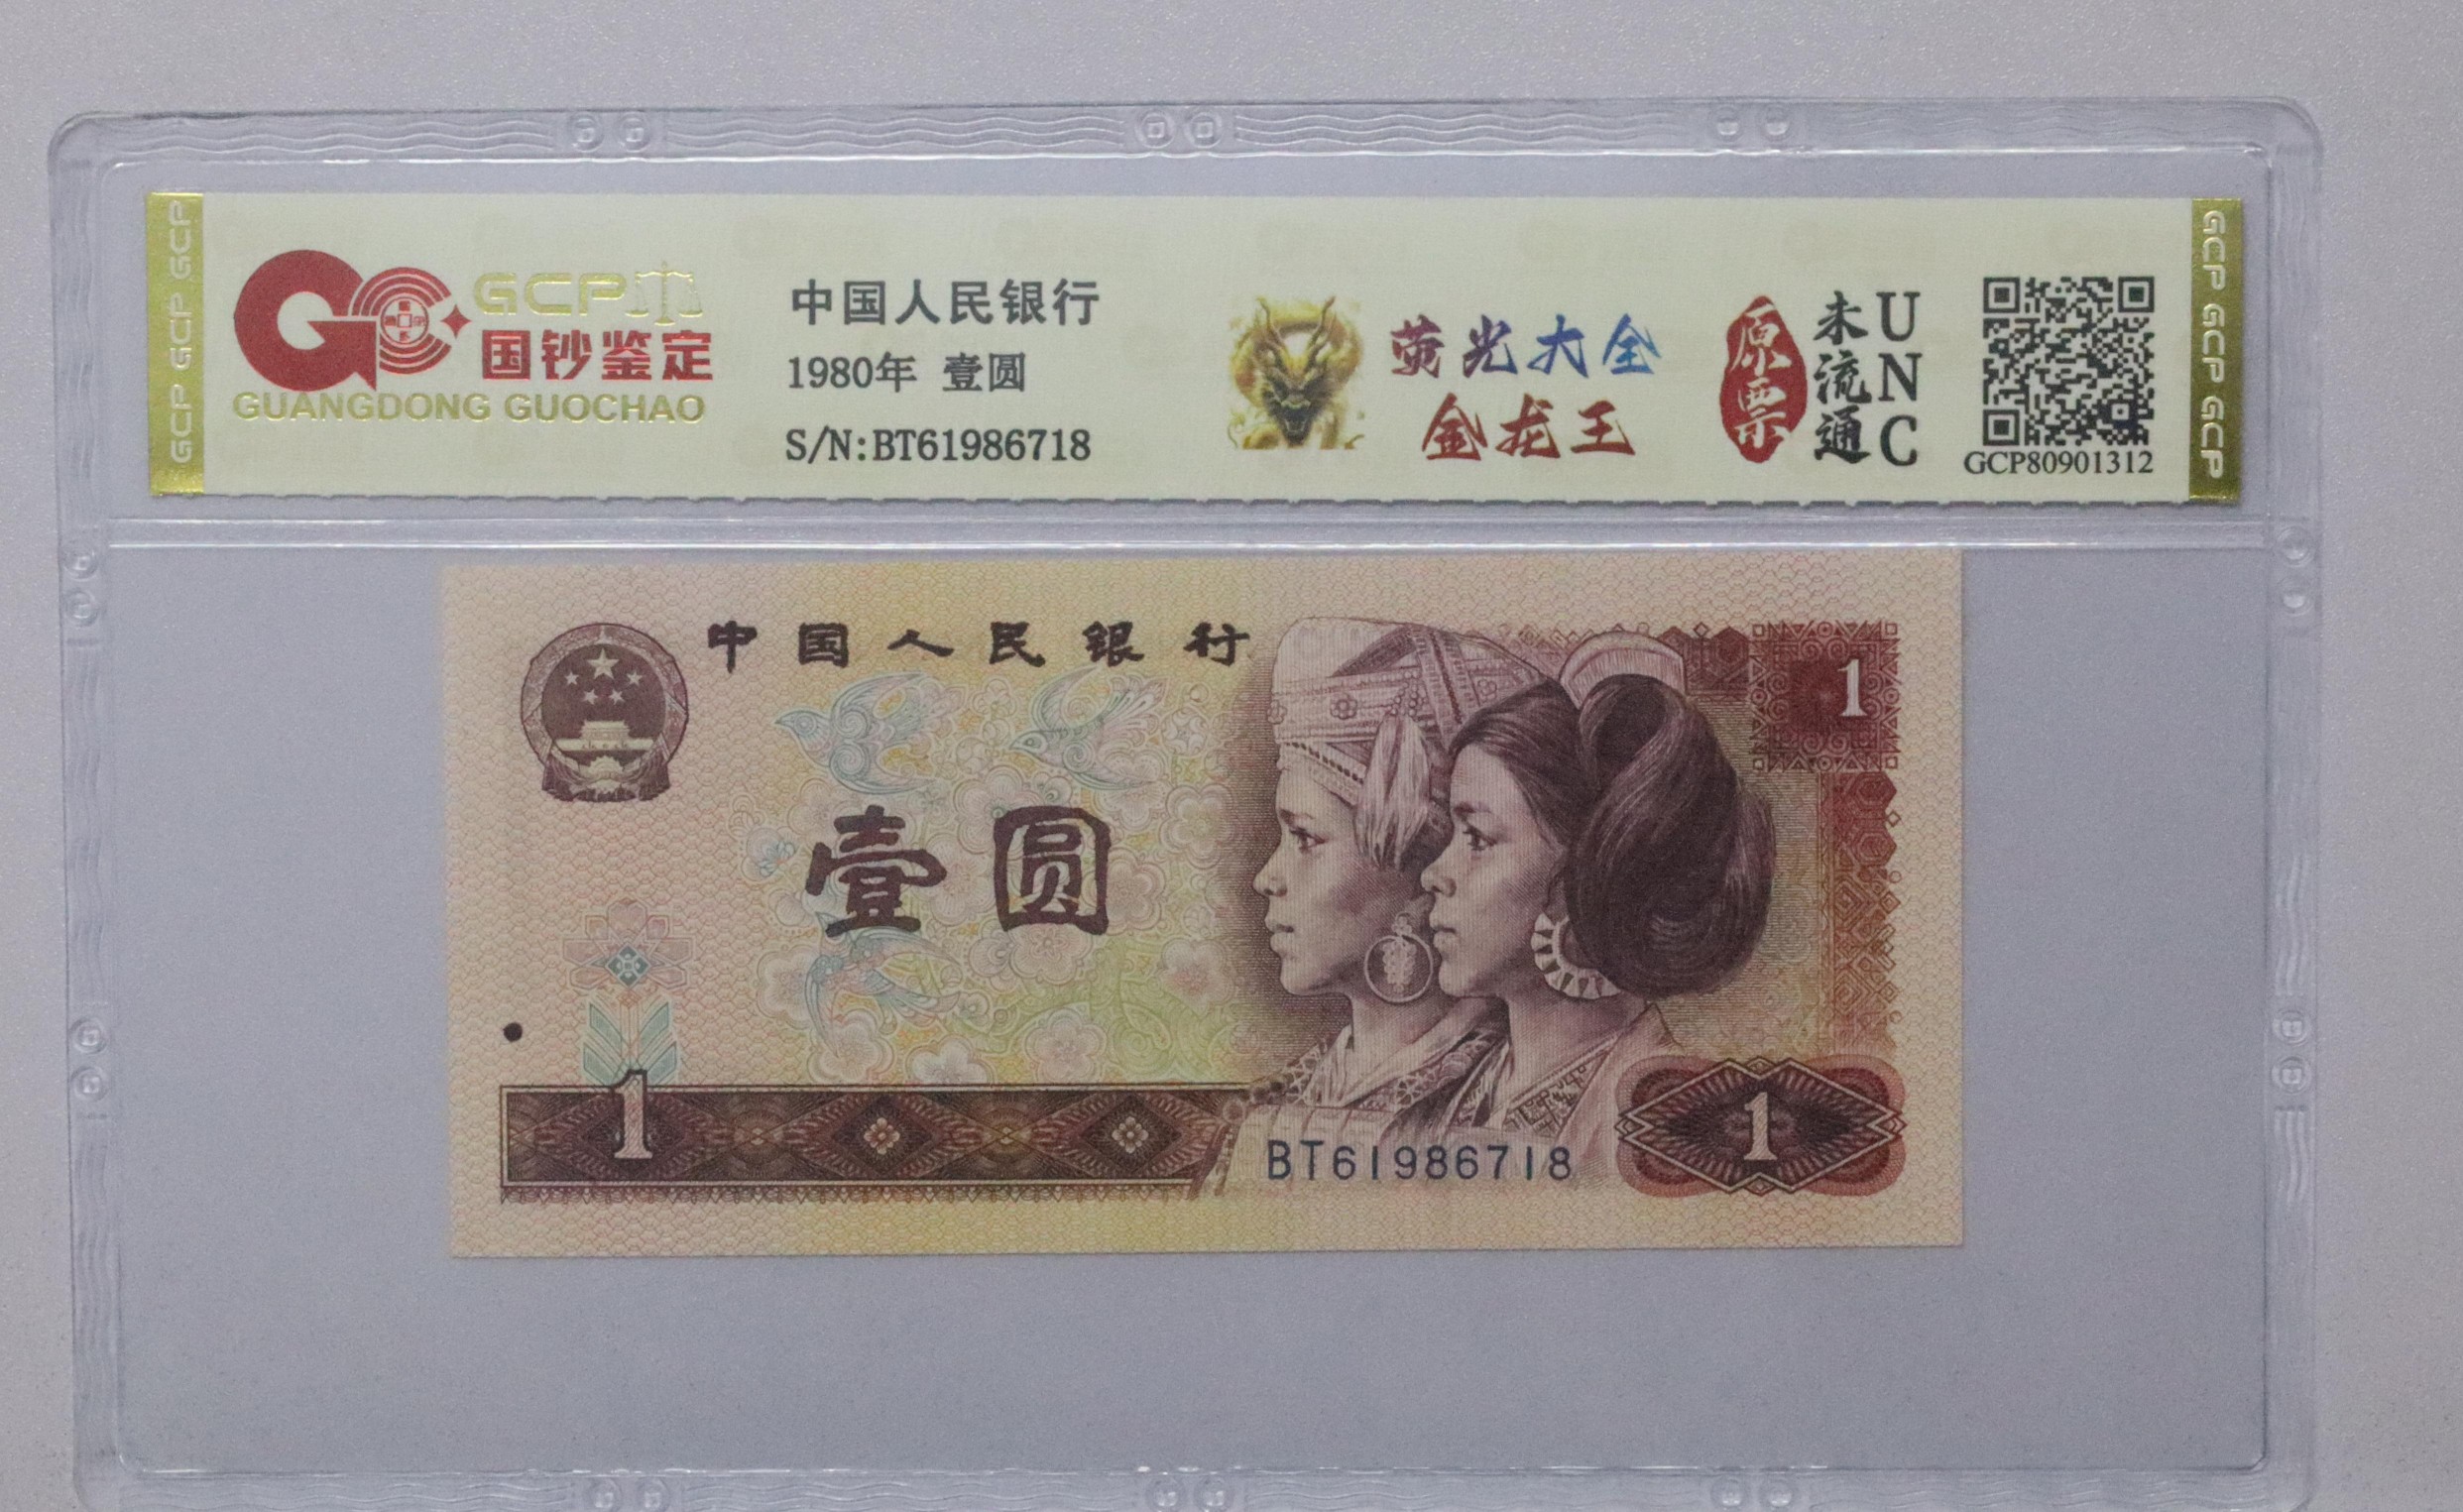 GCP GCP GCP
GCP
国钞鉴定
GUANGDONG GUOCHAO
中国人民银行
1980年 壹圆
S/N:BT61986718
荧光大全
金龙王
原票
未流通
UNC
GCP80901312
GCP GCP GCP GCP
中国人民银行
1
壹圆
1
1
BT61986718